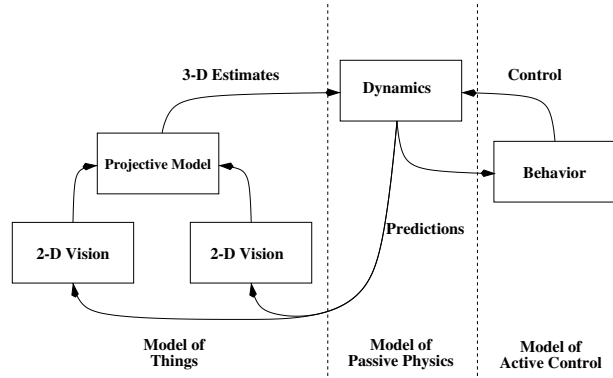 3-D Estimates
Dynamics
Control
Projective Model
Behavior
2-D Vision
2-D Vision
Predictions
Model of
Things
Model of
Passive Physics
Model of
Active Control